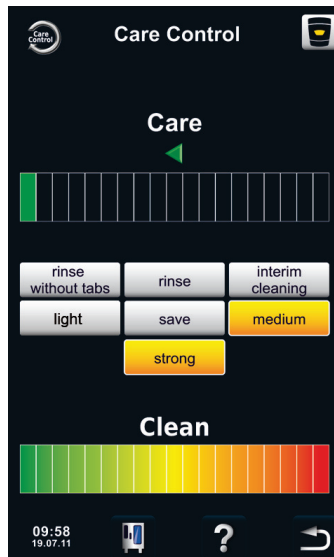 Care
Control
Care Control
Care
rinse
without tabs
rinse
interim
cleaning
light
save
medium
strong
Clean
09:58
19.07.11
?